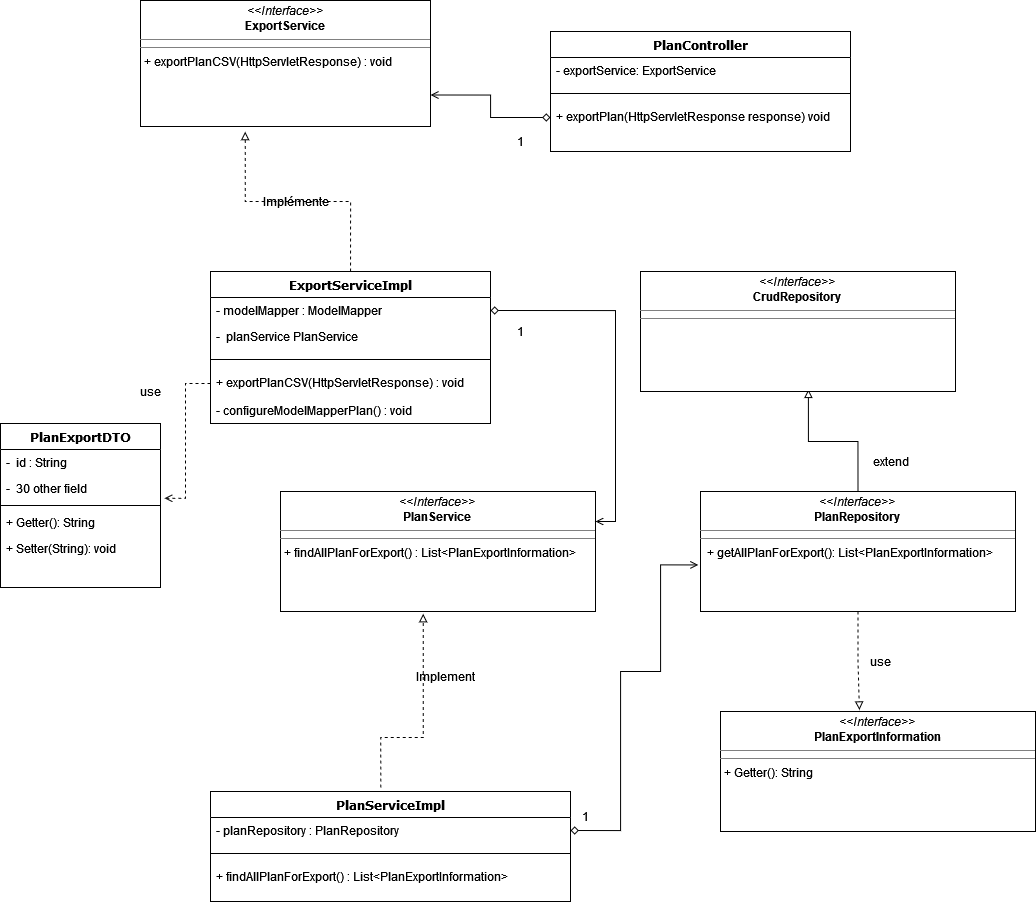 <<Interface>>
ExportService
+ exportPlanCSV(HttpServletResponse) : void
PlanController
- exportService: ExportService
+ exportPlan(HttpServletResponse response) void
1
Implémente
ExportServiceImpl
- modelMapper : ModelMapper
- planService PlanService
+ exportPlanCSV(HttpServletResponse) : void
- configureModelMapperPlan() : void
1
<<Interface>>
CrudRepository
use
PlanExportDTO
- id : String
- 30 other field
+ Getter(): String
+ Setter(String): void
extend
<<Interface>>
PlanService
+ findAllPlanForExport() : List<PlanExportInformation>
<<Interface>>
PlanRepository
+ getAllPlanForExport(): List<PlanExportInformation>
Implement
use
<<Interface>>
PlanExportInformation
+ Getter(): String
PlanServiceImpl
- planRepository : PlanRepository
+ findAllPlanForExport() : List<PlanExportInformation>
1